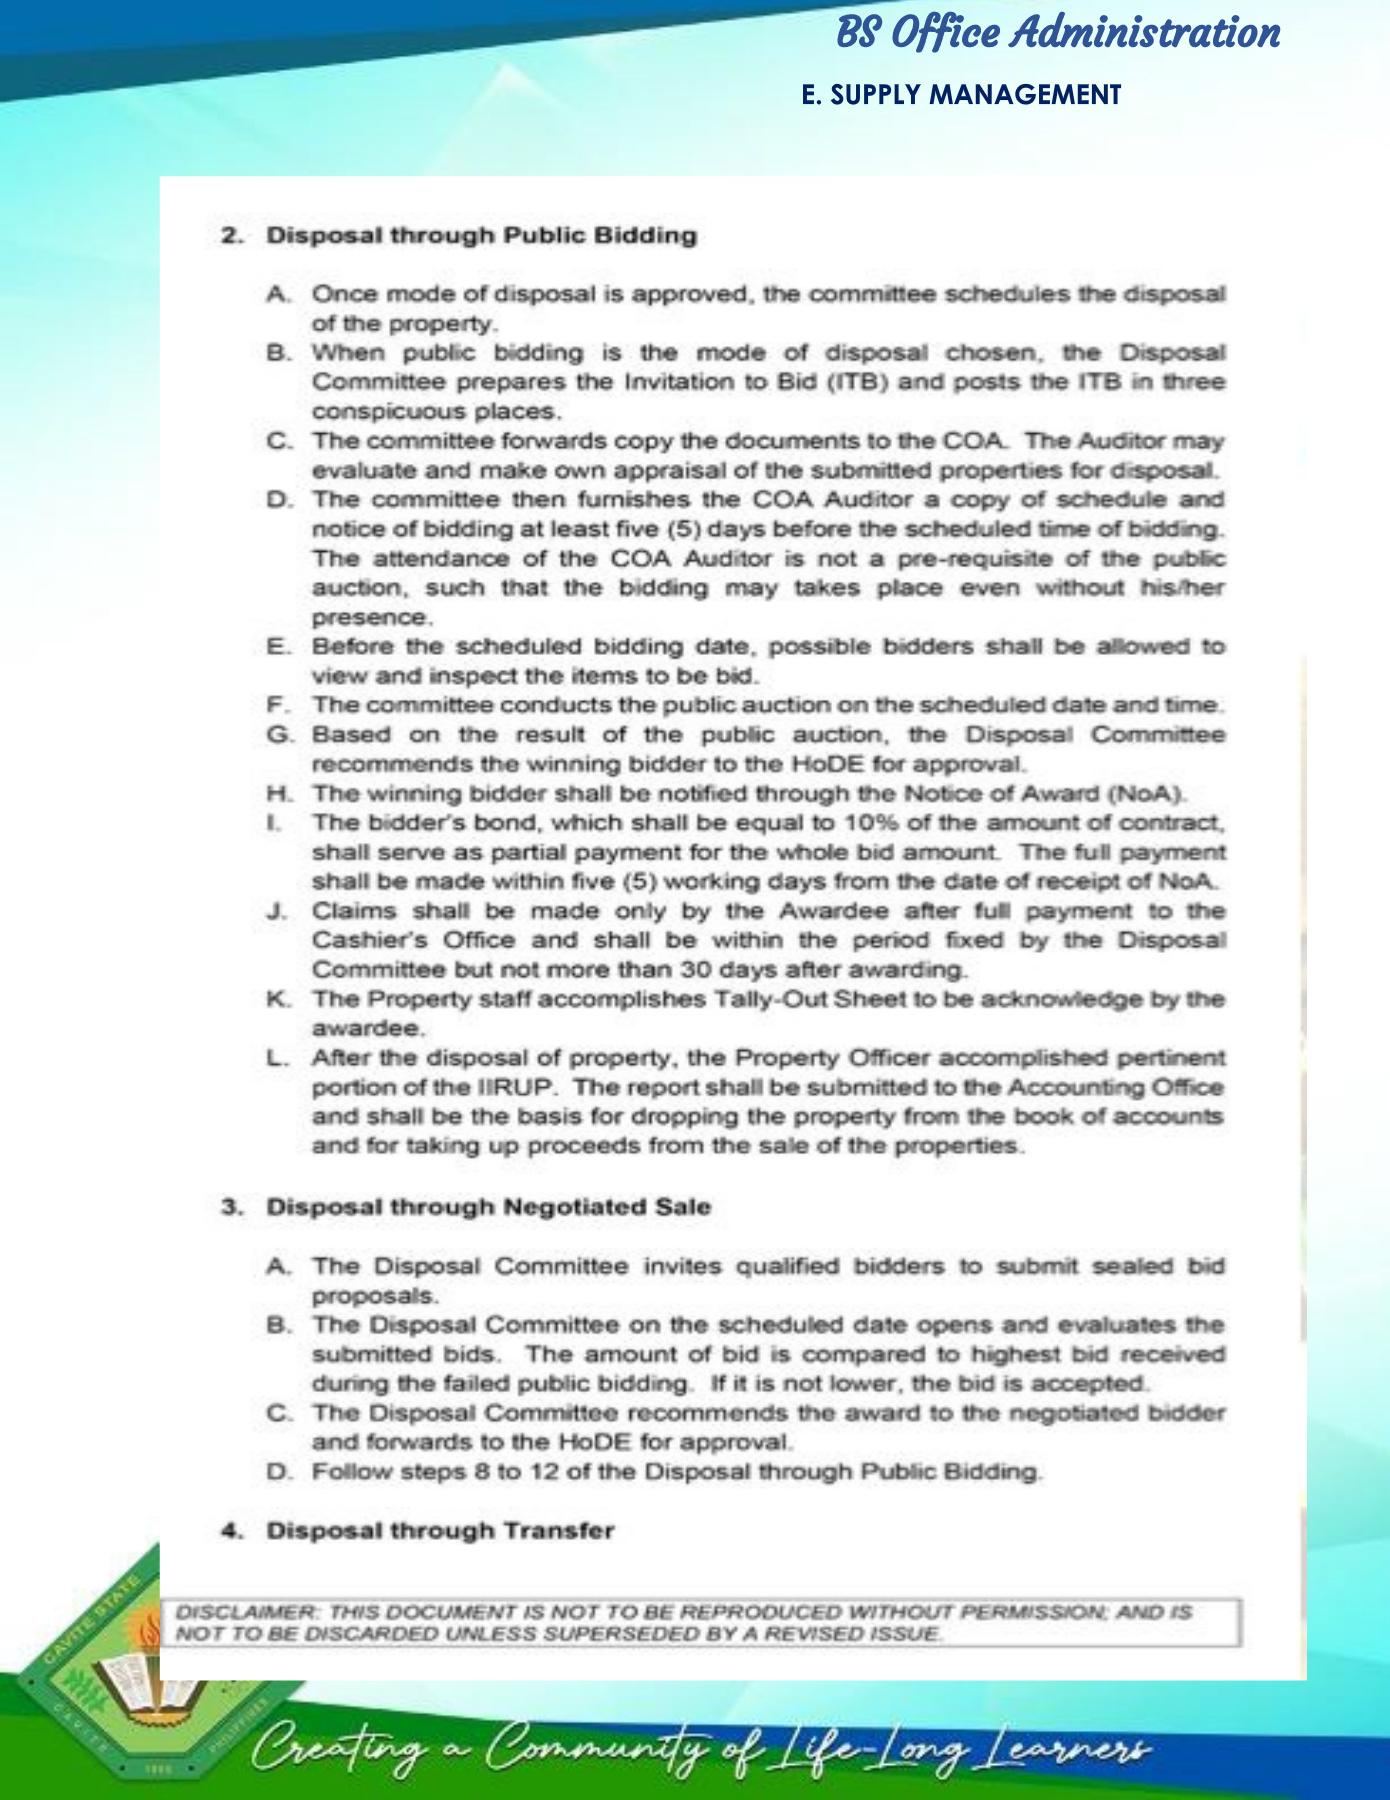 BS Office Administration
E. SUPPLY MANAGEMENT
2. Disposal through Public Bidding
A. Once mode of disposal is approved, the committee schedules the disposal
of the property.
B. When public bidding is the mode of disposal chosen, the Disposal
Committee prepares the Invitation to Bid (ITB) and posts the ITB in three
conspicuous places.
C. The committee forwards copy the documents to the COA. The Auditor may
evaluate and make own appraisal of the submitted properties for disposal.
D. The committee then furnishes the COA Auditor a copy of schedule and
notice of bidding at least five (5) days before the scheduled time of bidding.
The attendance of the COA Auditor is not a pre-requisite of the public
auction, such that the bidding may takes place even without his/her
presence.
E. Before the scheduled bidding date, possible bidders shall be allowed to
view and inspect the items to be bid.
F. The committee conducts the public auction on the scheduled date and time.
G. Based on the result of the public auction, the Disposal Committee
recommends the winning bidder to the HoDE for approval.
H. The winning bidder shall be notified through the Notice of Award (NoA).
I. The bidder's bond, which shall be equal to 10% of the amount of contract,
shall serve as partial payment for the whole bid amount. The full payment
shall be made within five (5) working days from the date of receipt of NoA.
J. Claims shall be made only by the Awardee after full payment to the
Cashier's Office and shall be within the period fixed by the Disposal
Committee but not more than 30 days after awarding.
K. The Property staff accomplishes Tally-Out Sheet to be acknowledge by the
awardee.
L. After the disposal of property, the Property Officer accomplished pertinent
portion of the IIRUP. The report shall be submitted to the Accounting Office
and shall be the basis for dropping the property from the book of accounts
and for taking up proceeds from the sale of the properties.
3. Disposal through Negotiated Sale
A. The Disposal Committee invites qualified bidders to submit sealed bid
proposals.
B. The Disposal Committee on the scheduled date opens and evaluates the
submitted bids. The amount of bid is compared to highest bid received
during the failed public bidding. If it is not lower, the bid is accepted.
C. The Disposal Committee recommends the award to the negotiated bidder
and forwards to the HoDE for approval.
D. Follow steps 8 to 12 of the Disposal through Public Bidding.
4. Disposal through Transfer
DISCLAIMER: THIS DOCUMENT IS NOT TO BE REPRODUCED WITHOUT PERMISSION; AND IS
NOT TO BE DISCARDED UNLESS SUPERSEDED BY A REVISED ISSUE.
CAVITE STATE
CAVITE
PHILIPPINES
Creating a Community of Life-Long Learners